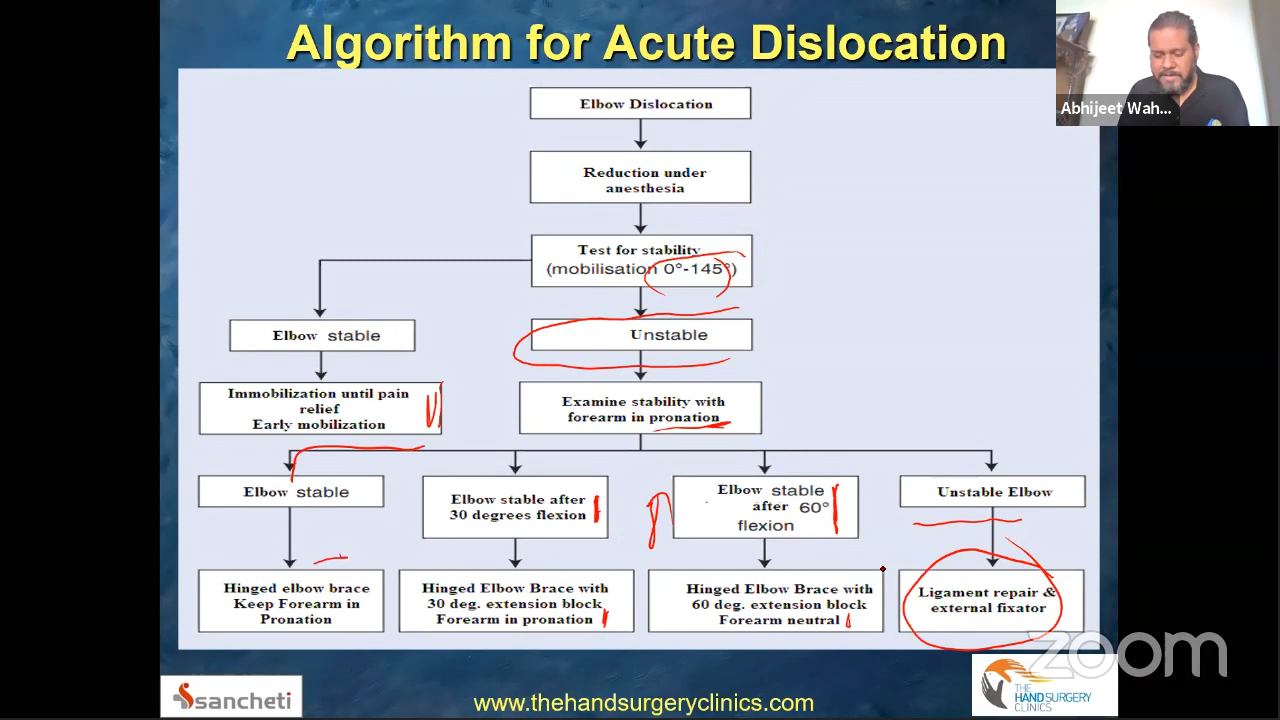 Algorithm for Acute Dislocation
Abhijeet Wah...
Elbow Dislocation
Reduction under
anesthesia
Test for stability
(mobilisation 0°-145°)
Elbow stable
Unstable
Immobilization until pain
relief
Early mobilization
Examine stability with
forearm in pronation
Elbow stable
Elbow stable after
30 degrees flexion
Elbow stable
after 60°
flexion
Unstable Elbow
Hinged elbow brace
Keep Forearm in
Pronation
Hinged Elbow Brace with
30 deg. extension block
Forearm in pronation
Hinged Elbow Brace with
60 deg. extension block
Forearm neutral
Ligament repair &
external fixator
zoom
sancheti
www.thehandsurgeryclinics.com
THE
HAND SURGERY
CLINICS